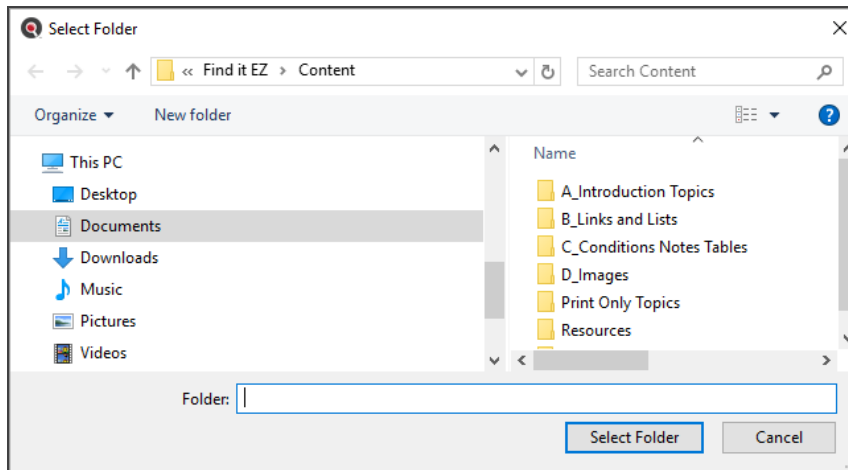 Select Folder
« Find it EZ > Content
Search Content
Organize
New folder
?
This PC
Desktop
Documents
Downloads
Music
Pictures
Videos
Name
A_Introduction Topics
B_Links and Lists
C_Conditions Notes Tables
D_Images
Print Only Topics
Resources
Folder:
Select Folder
Cancel